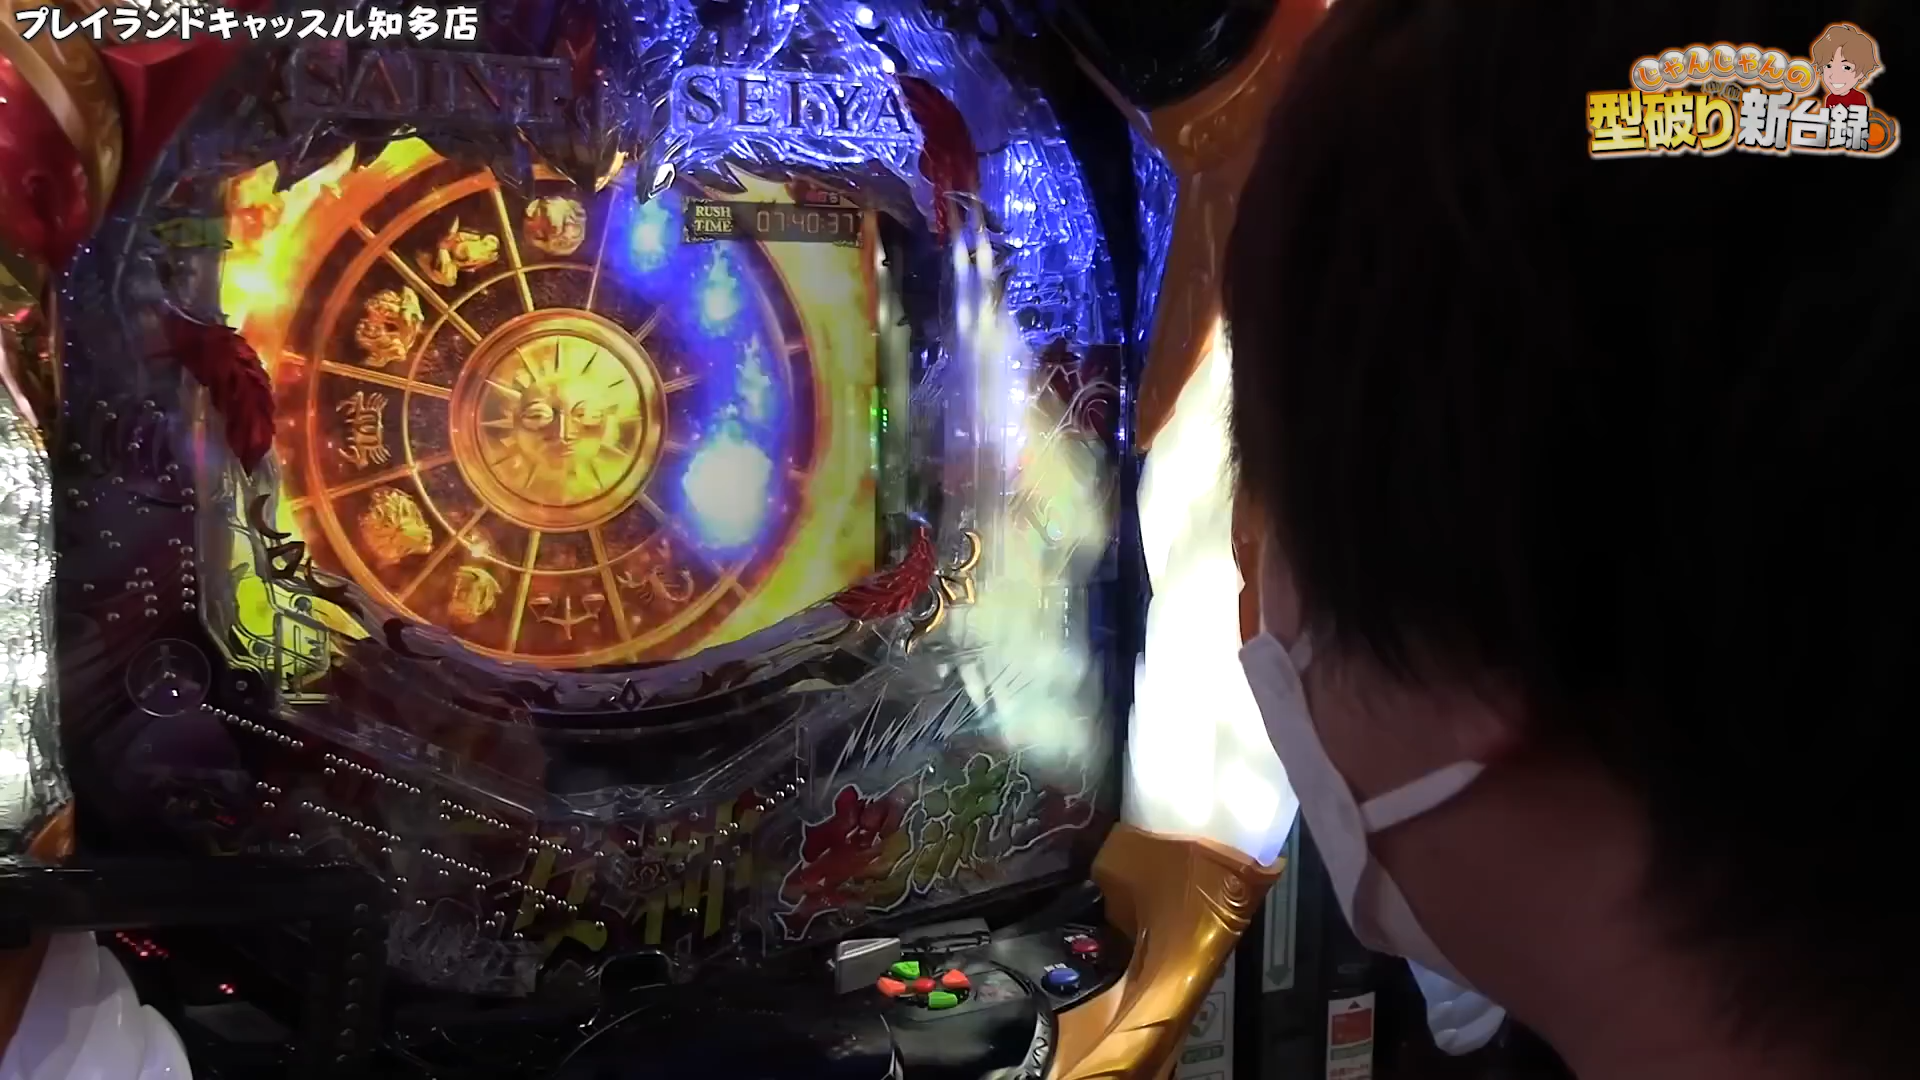 プレイランドキャッスル知多店
じゃんじゃんの
型破り新台録
SAINT SEIYA
RUSH
TIME 07:40:37